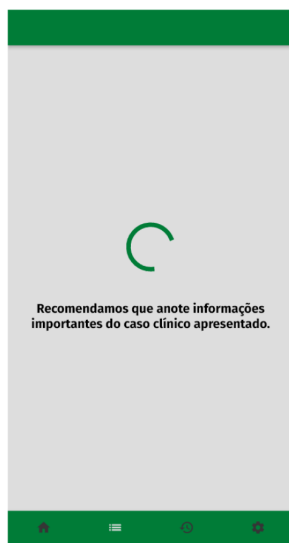 Recomendamos que anote informações
importantes do caso clínico apresentado.